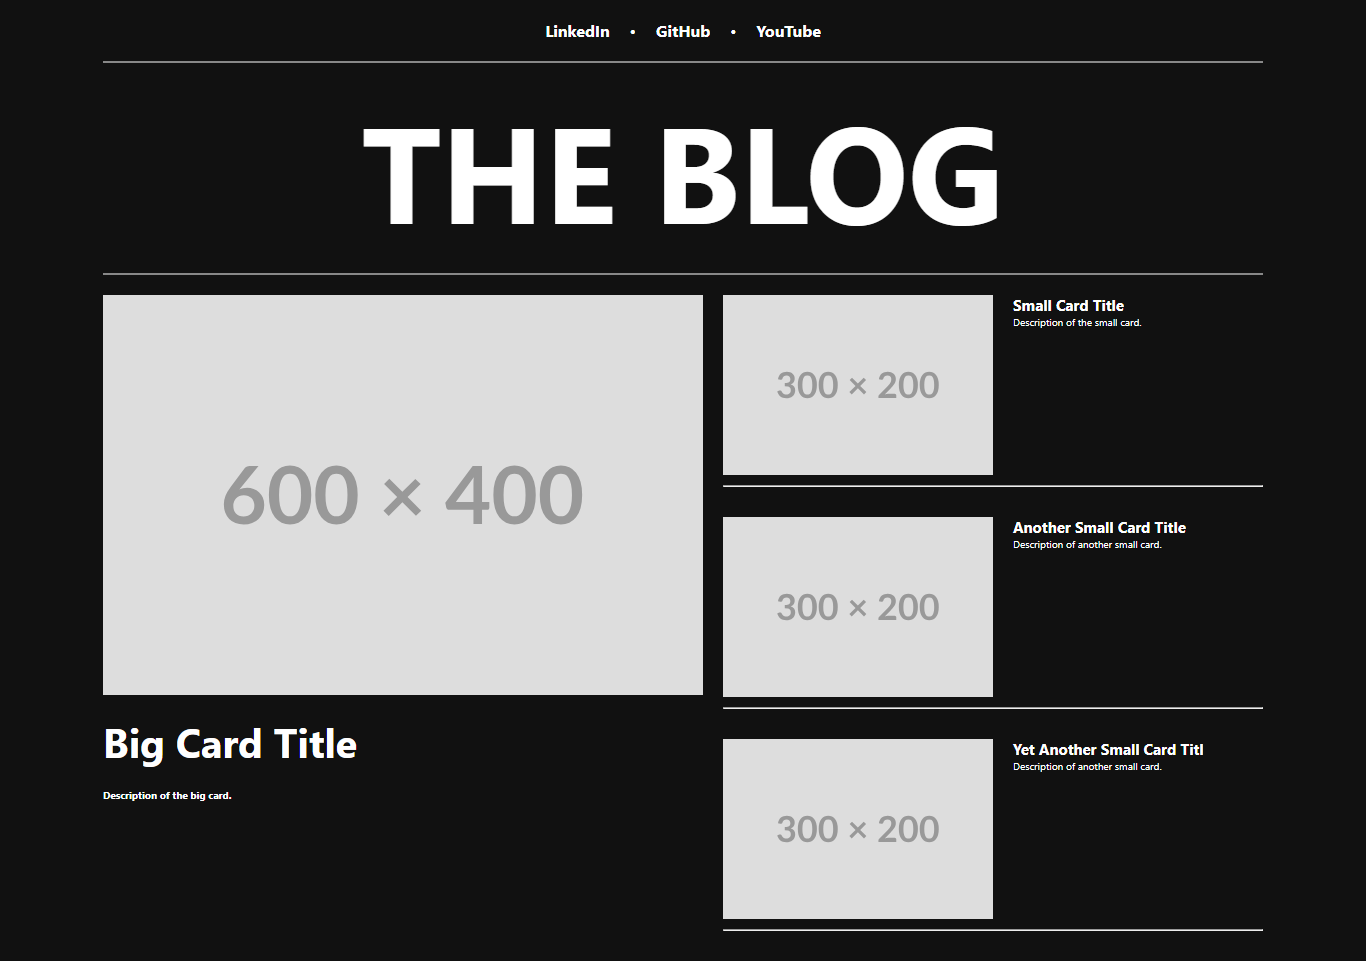 LinkedIn • GitHub • YouTube
THE BLOG
600 × 400
Big Card Title
Description of the big card.
300 × 200
Small Card Title
Description of the small card.
300 × 200
Another Small Card Title
Description of another small card.
300 × 200
Yet Another Small Card Titl
Description of another small card.